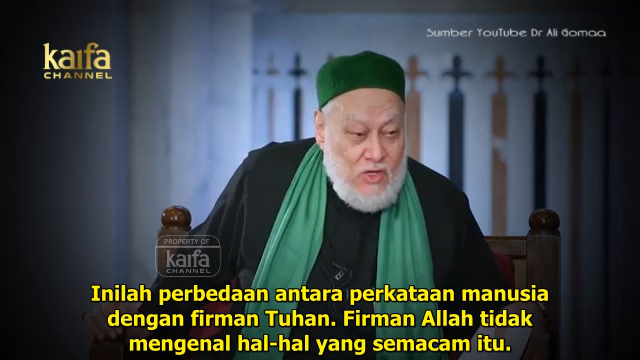 Sumber YouTube Dr Ali Gomaa
kaifa
CHANNEL
PROPERTY OF
kaifa
CHANNEL
Inilah perbedaan antara perkataan manusia
dengan firman Tuhan. Firman Allah tidak
mengenal hal-hal yang semacam itu.